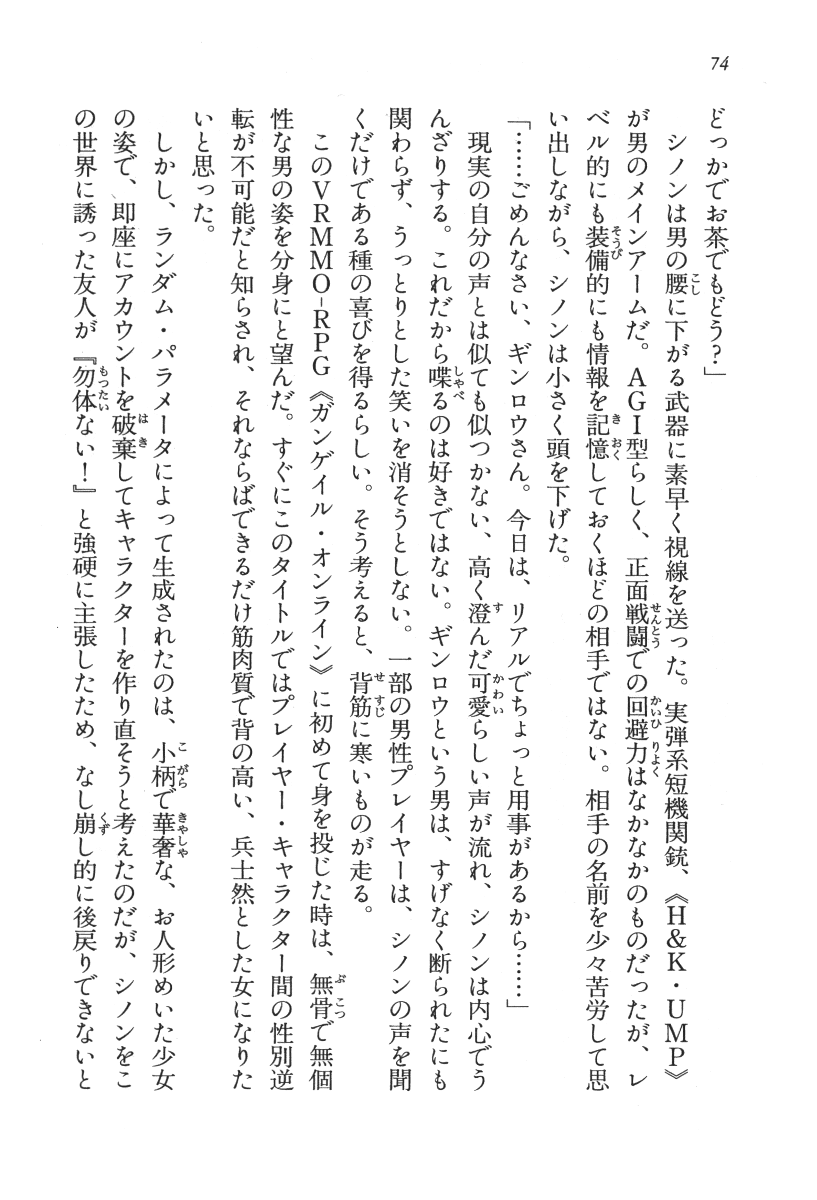 74
どっかでお茶でもどう？」
　シノンは男の腰に下がる武器に素早く視線を送った。実弾系短機関銃、《H&K・UMP》
が男のメインアームだ。AGI型らしく、正面戦闘での回避力はなかなかのものだったが、レ
ベル的にも装備的にも情報を記憶しておくほどの相手ではない。相手の名前を少々苦労して思
い出しながら、シノンは小さく頭を下げた。
「……ごめんなさい、ギンロウさん。今日は、リアルでちょっと用事があるから……」
　現実の自分の声とは似ても似つかない、高く澄んだ可愛らしい声が流れ、シノンは内心でう
んざりする。これだから喋るのは好きではない。ギンロウという男は、すげなく断られたにも
関わらず、うっとりとした笑いを消そうとしない。一部の男性プレイヤーは、シノンの声を聞
くだけである種の喜びを得るらしい。そう考えると、背筋に寒いものが走る。
　このVRMMO-RPG《ガンゲイル・オンライン》に初めて身を投じた時は、無骨で無個
性な男の姿を分身にと望んだ。すぐにこのタイトルではプレイヤー・キャラクター間の性別逆
転が不可能だと知らされ、それならばできるだけ筋肉質で背の高い、兵士然とした女になりた
いと思った。
　しかし、ランダム・パラメータによって生成されたのは、小柄で華奢な、お人形めいた少女
の姿で、即座にアカウントを破棄してキャラクターを作り直そうと考えたのだが、シノンをこ
の世界に誘った友人が『勿体ない！』と強硬に主張したため、なし崩し的に後戻りできないと